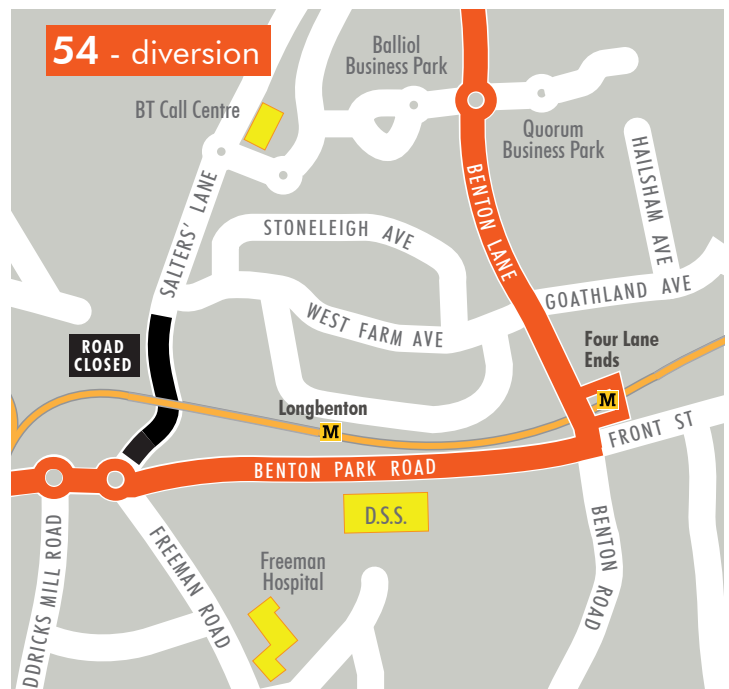 54 - diversion
Balliol
Business Park
BT Call Centre
Quorum
Business Park
HAILSHAM AVE
BENTON LANE
SALTERS' LANE
STONELEIGH AVE
GOATHLAND AVE
WEST FARM AVE
ROAD
CLOSED
Four Lane
Ends
M
Longbenton
M
FRONT ST
BENTON PARK ROAD
D.S.S.
BENTON ROAD
DDRICKS MILL ROAD
FREEMAN ROAD
Freeman
Hospital